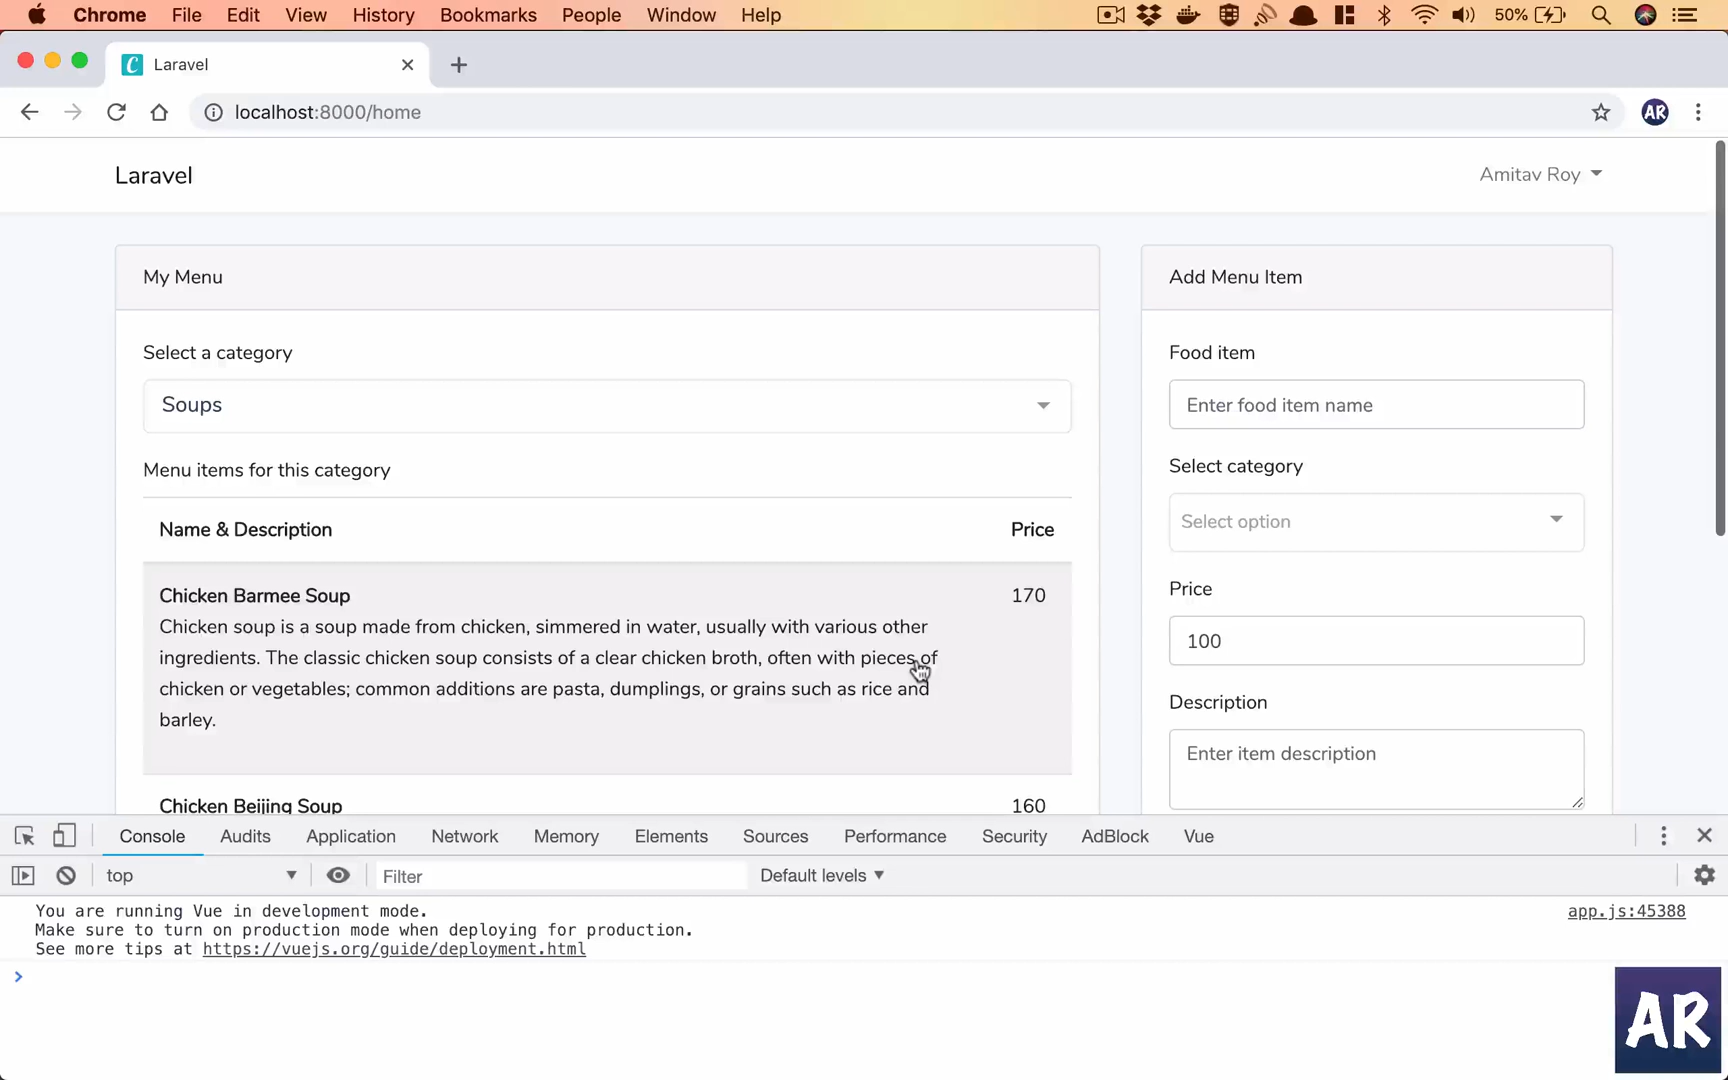 Chrome File Edit View History Bookmarks People Window Help 50%
Laravel
localhost:8000/home AR
Laravel Amitav Roy
My Menu
Select a category
Soups
Menu items for this category
Name & Description Price
Chicken Barmee Soup 170
Chicken soup is a soup made from chicken, simmered in water, usually with various other
ingredients. The classic chicken soup consists of a clear chicken broth, often with pieces of
chicken or vegetables; common additions are pasta, dumplings, or grains such as rice and
barley.
Chicken Beijing Soup 160
Add Menu Item
Food item
Enter food item name
Select category
Select option
Price
100
Description
Enter item description
Console Audits Application Network Memory Elements Sources Performance Security AdBlock Vue
top Filter Default levels
You are running Vue in development mode. app.js:45388
Make sure to turn on production mode when deploying for production.
See more tips at https://vuejs.org/guide/deployment.html
AR